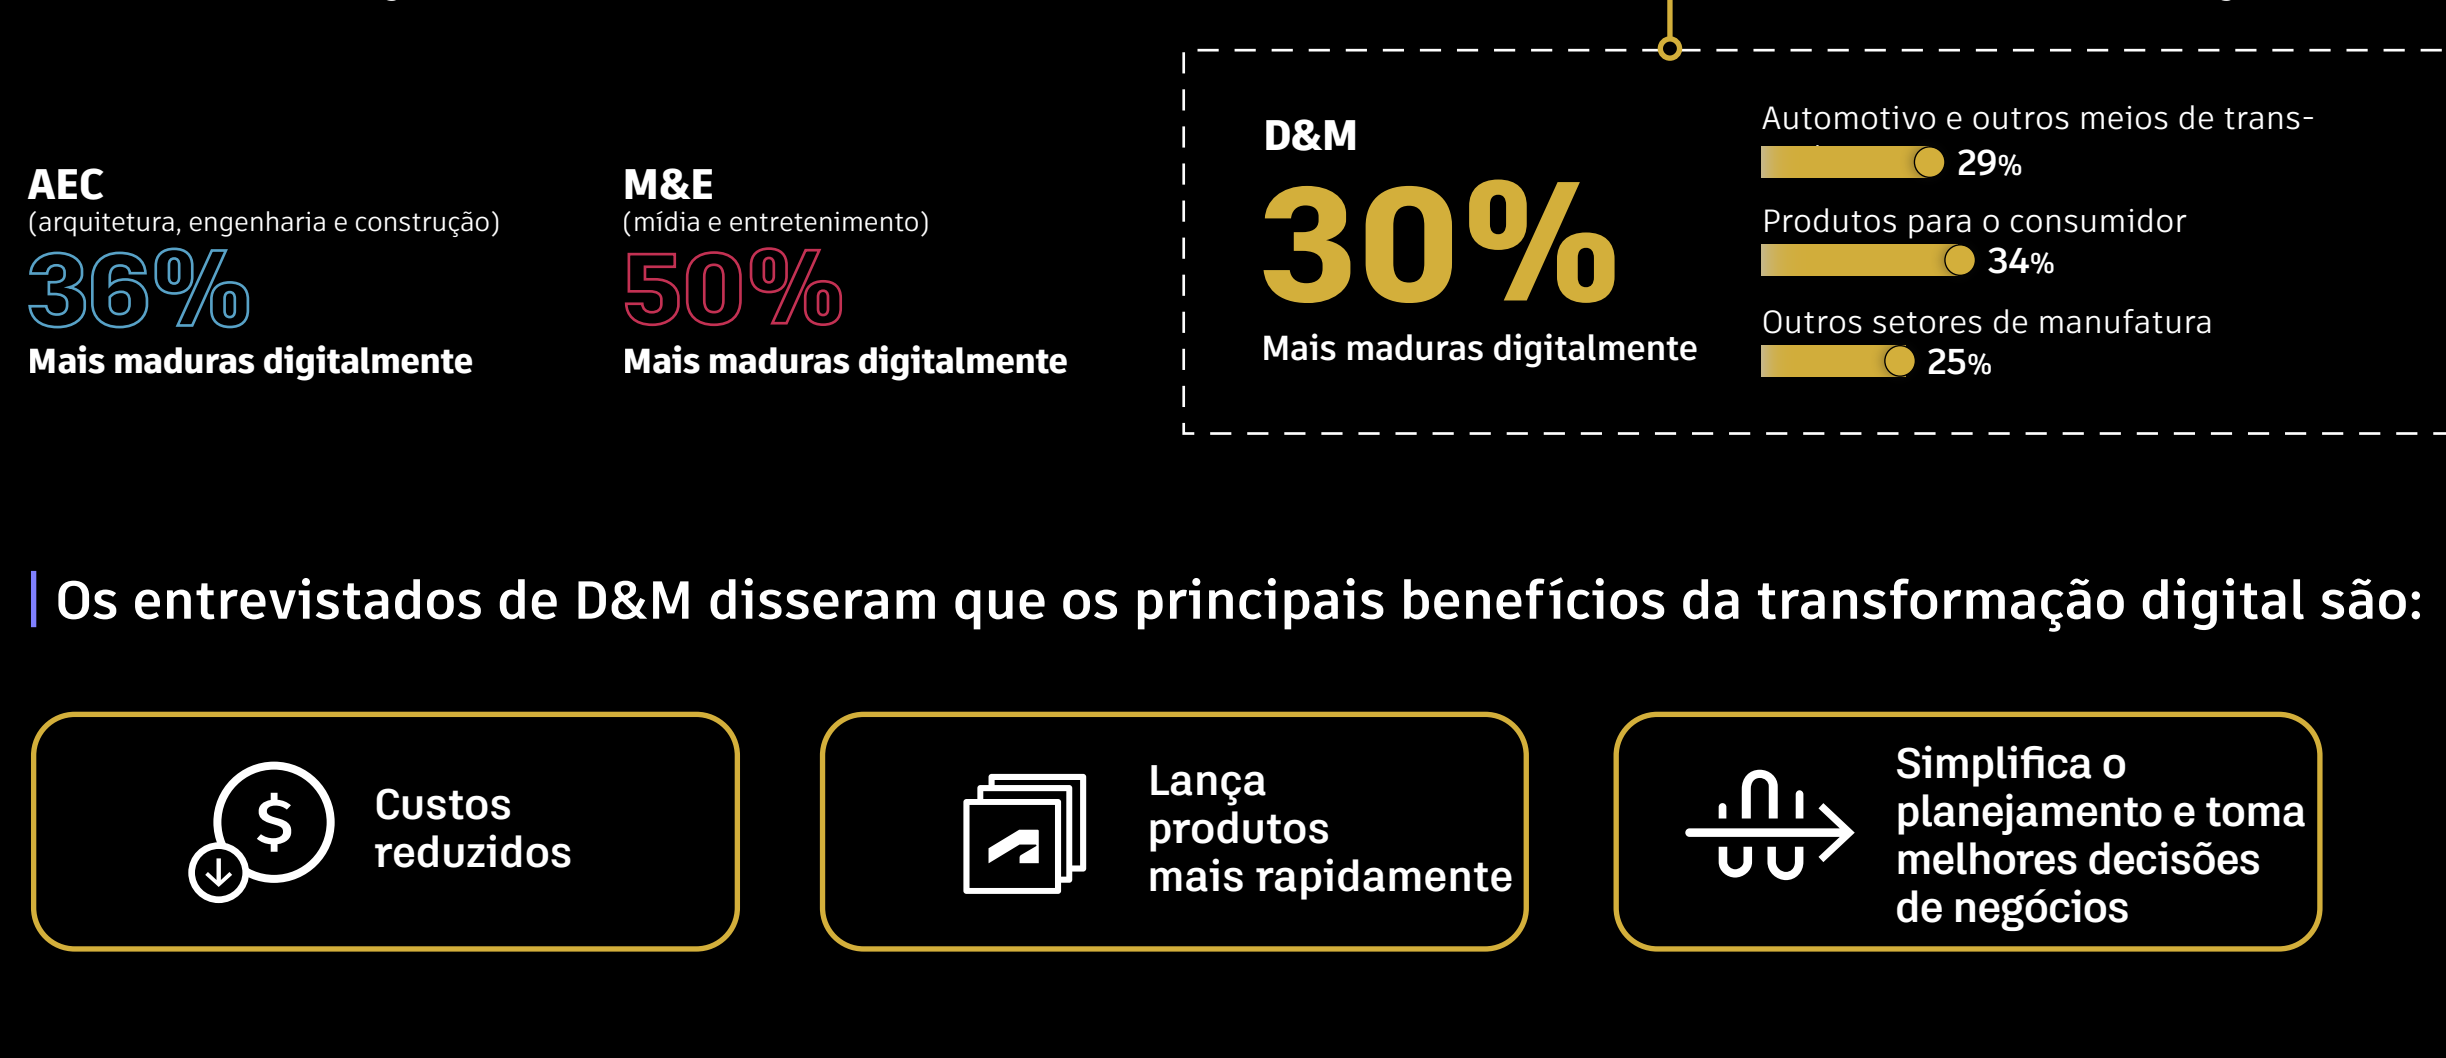 AEC
(arquitetura, engenharia e construção)
36%
Mais maduras digitalmente
M&E
(mídia e entretenimento)
50%
Mais maduras digitalmente
D&M
30%
Mais maduras digitalmente
Automotivo e outros meios de trans-
29%
Produtos para o consumidor
34%
Outros setores de manufatura
25%
Os entrevistados de D&M disseram que os principais benefícios da transformação digital são:
$
Custos
reduzidos
Lança
produtos
mais rapidamente
Simplifica o
planejamento e toma
melhores decisões
de negócios